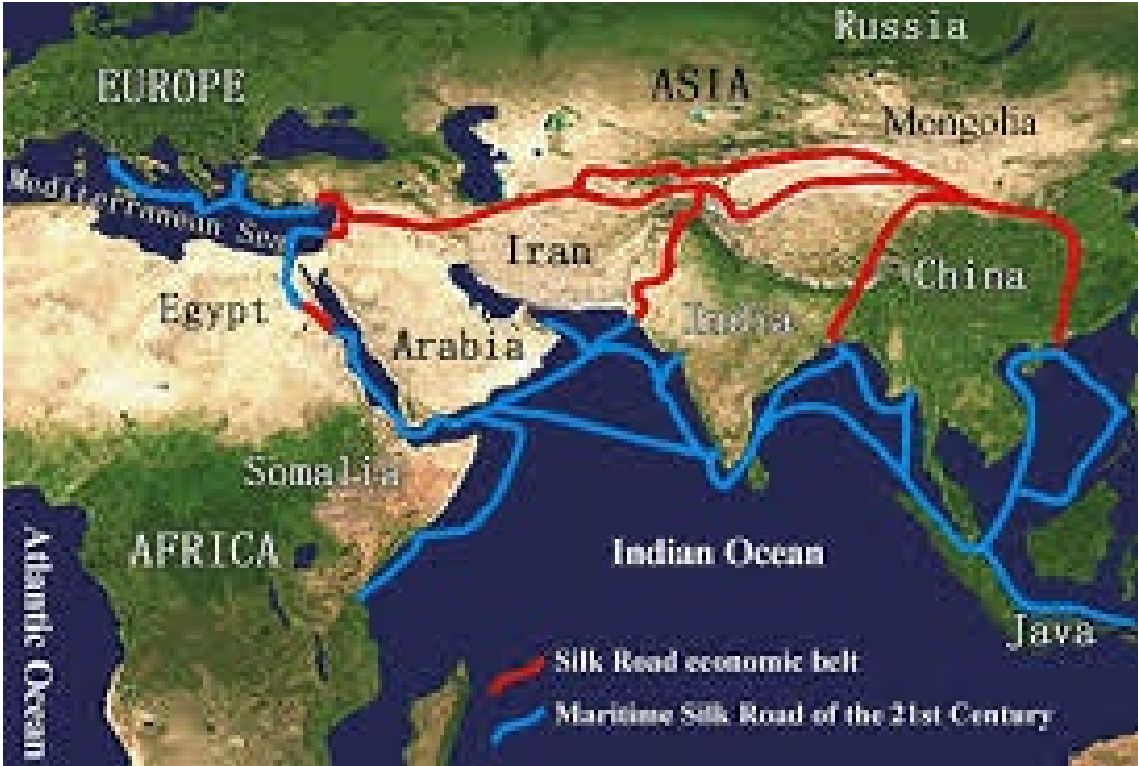 Russia
EUROPE
ASIA
Mongolia
Mediterranean Sea
Iran
China
Egypt
India
Arabia
Somalia
AFRICA
Indian Ocean
Atlantic Ocean
Java
Silk Road economic belt
Maritime Silk Road of the 21st Century